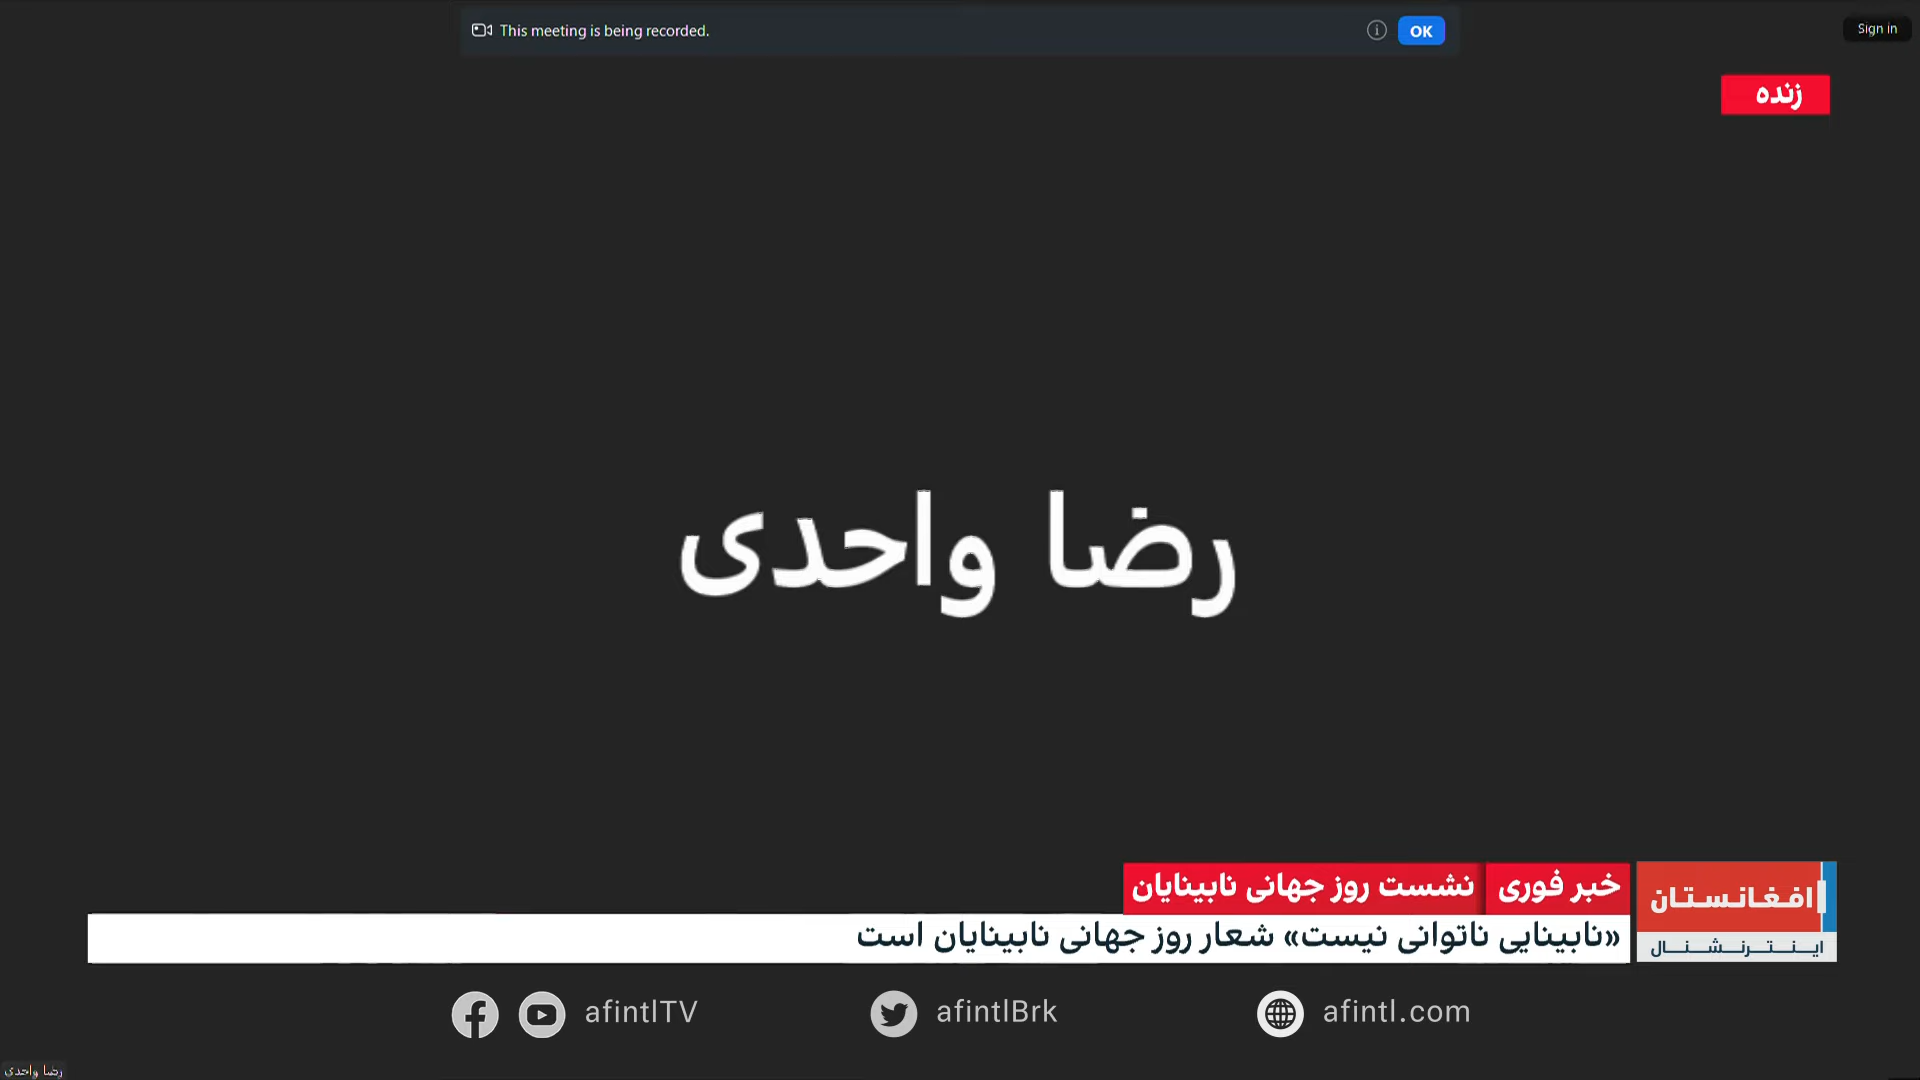 This meeting is being recorded.
OK
Sign in
زنده
رضا واحدی
خبر فوری
نشست روز جهانی نابینایان
افغانستان
اینترنشنال
«نابینایی ناتوانی نیست» شعار روز جهانی نابینایان است
afintlTV
afintlBrk
afintl.com
رضا واحدی